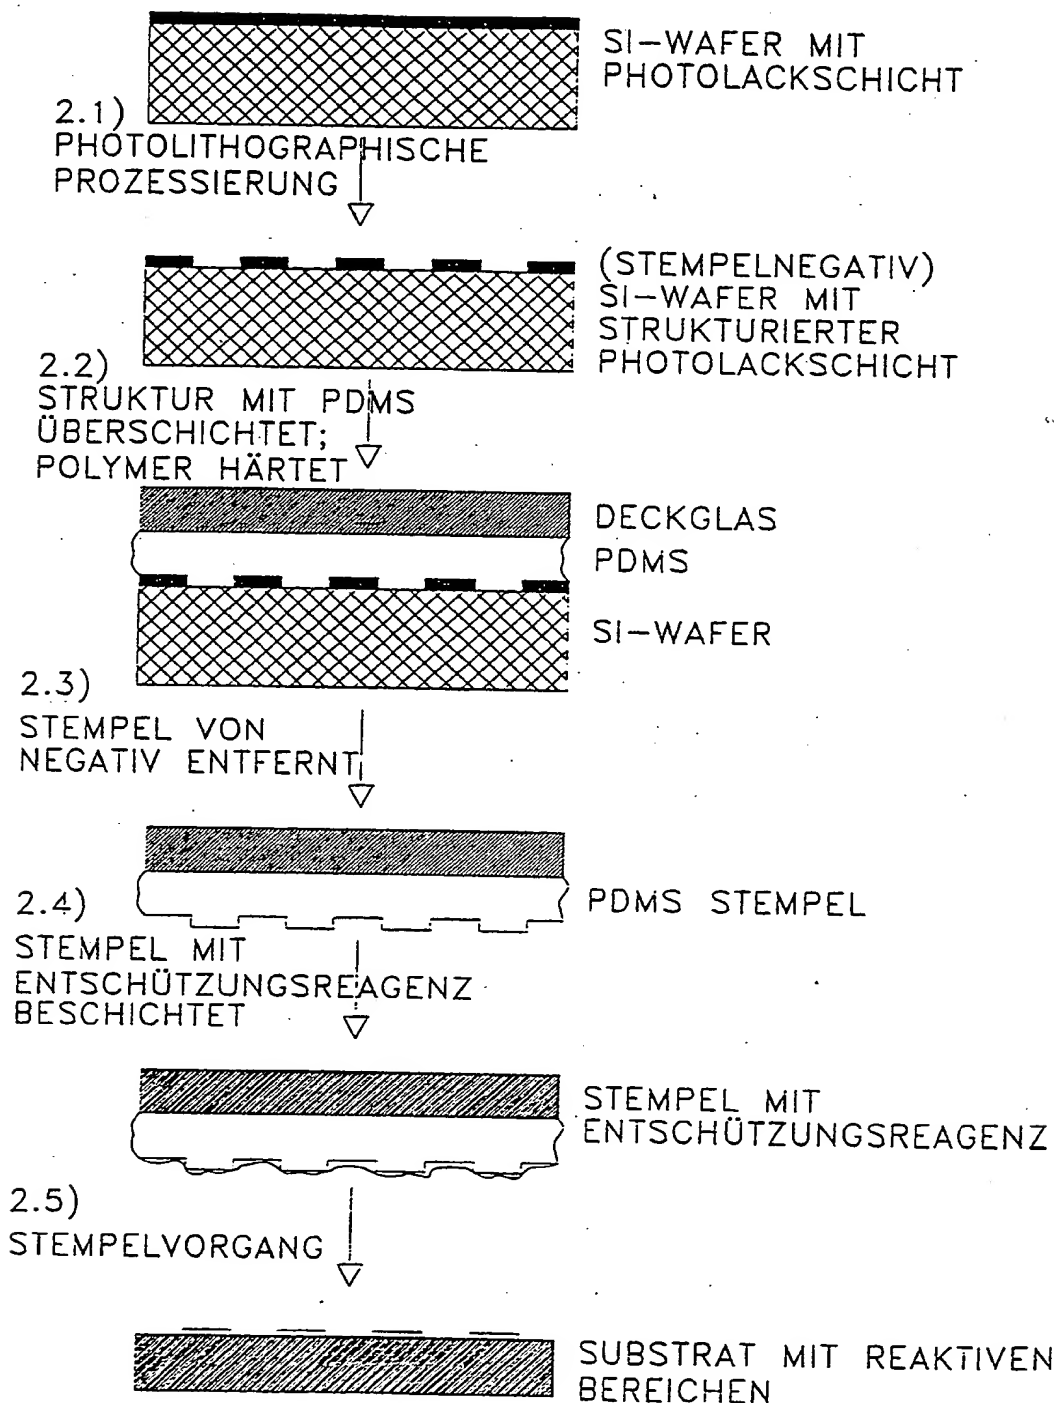 SI-WAFER MIT
PHOTOLACKSCHICHT
2.1)
PHOTOLITHOGRAPHISCHE
PROZESSIERUNG
(STEMPELNEGATIV)
SI-WAFER MIT
STRUKTURIERTER
PHOTOLACKSCHICHT
2.2)
STRUKTUR MIT PDMS
ÜBERSCHICHTET;
POLYMER HÄRTET
DECKGLAS
PDMS
SI-WAFER
2.3)
STEMPEL VON
NEGATIV ENTFERNT
PDMS STEMPEL
2.4)
STEMPEL MIT
ENTSCHÜTZUNGSREAGENZ
BESCHICHTET
STEMPEL MIT
ENTSCHÜTZUNGSREAGENZ
2.5)
STEMPELVORGANG
SUBSTRAT MIT REAKTIVEN
BEREICHEN